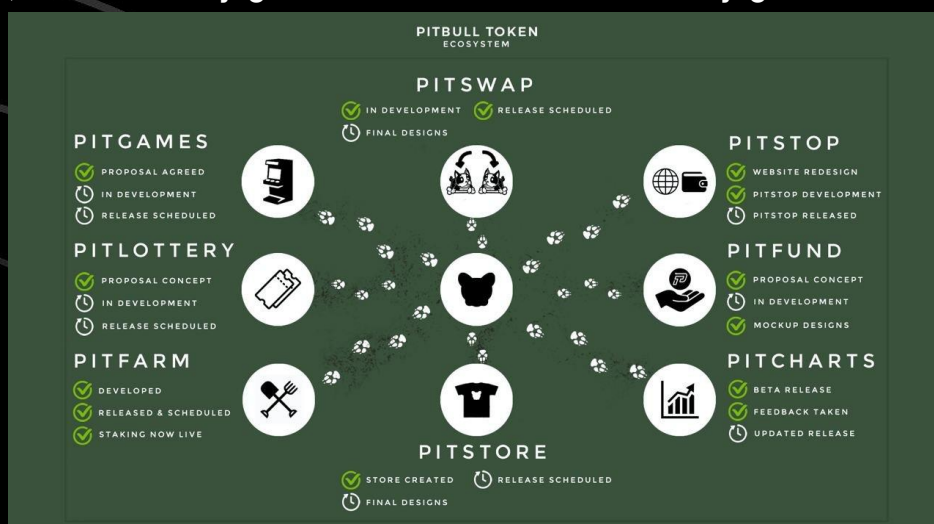 PITBULL TOKEN
ECOSYSTEM
PITSWAP
IN DEVELOPMENT
RELEASE SCHEDULED
FINAL DESIGNS
PITGAMES
PROPOSAL AGREED
IN DEVELOPMENT
RELEASE SCHEDULED
PITSTOP
WEBSITE REDESIGN
PITSTOP DEVELOPMENT
PITSTOP RELEASED
PITLOTTERY
PROPOSAL CONCEPT
IN DEVELOPMENT
RELEASE SCHEDULED
PITFUND
PROPOSAL CONCEPT
IN DEVELOPMENT
MOCKUP DESIGNS
PITFARM
DEVELOPED
RELEASED & SCHEDULED
STAKING NOW LIVE
PITCHARTS
BETA RELEASE
FEEDBACK TAKEN
UPDATED RELEASE
PITSTORE
STORE CREATED
RELEASE SCHEDULED
FINAL DESIGNS